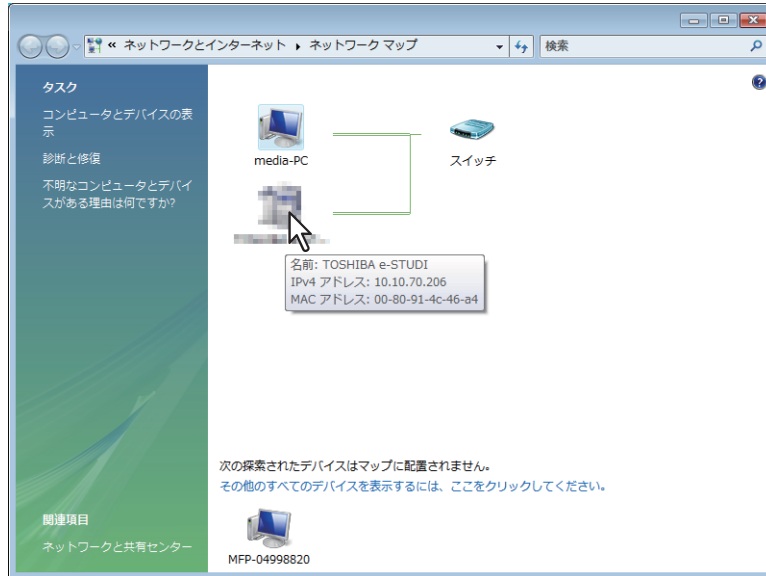 « ネットワークとインターネット ▸ ネットワーク マップ
検索
タスク
コンピュータとデバイスの表
示
診断と修復
不明なコンピュータとデバイ
スがある理由は何ですか?
media-PC
スイッチ
名前: TOSHIBA e-STUDI
IPv4 アドレス: 10.10.70.206
MAC アドレス: 00-80-91-4c-46-a4
次の探索されたデバイスはマップに配置されません。
その他のすべてのデバイスを表示するには、ここをクリックしてください。
関連項目
ネットワークと共有センター
MFP-04998820